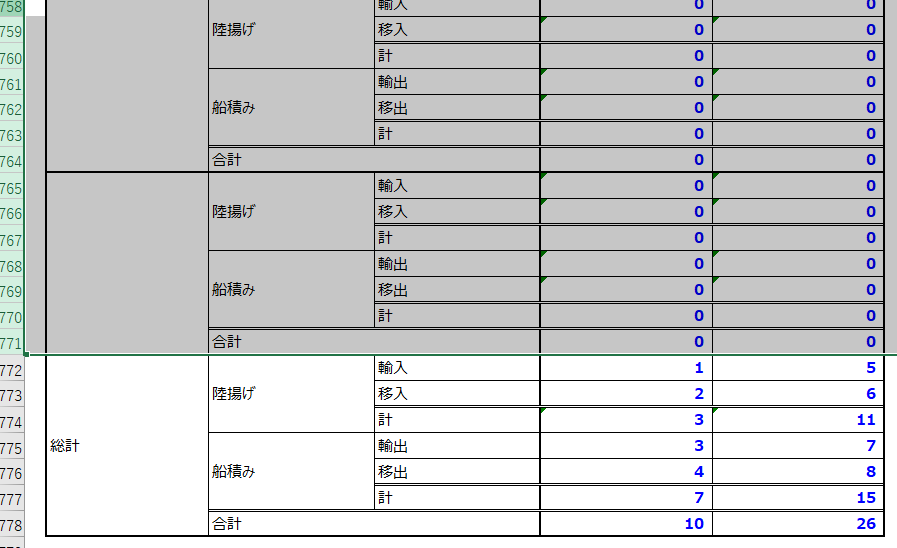 758 輸入 0 0
759 陸揚げ 移入 0 0
760 計 0 0
761 輸出 0 0
762 船積み 移出 0 0
763 計 0 0
764 合計 0 0
765 輸入 0 0
766 陸揚げ 移入 0 0
767 計 0 0
768 輸出 0 0
769 船積み 移出 0 0
770 計 0 0
771 合計 0 0
772 輸入 1 5
773 陸揚げ 移入 2 6
774 計 3 11
775 総計 輸出 3 7
776 船積み 移出 4 8
777 計 7 15
778 合計 10 26